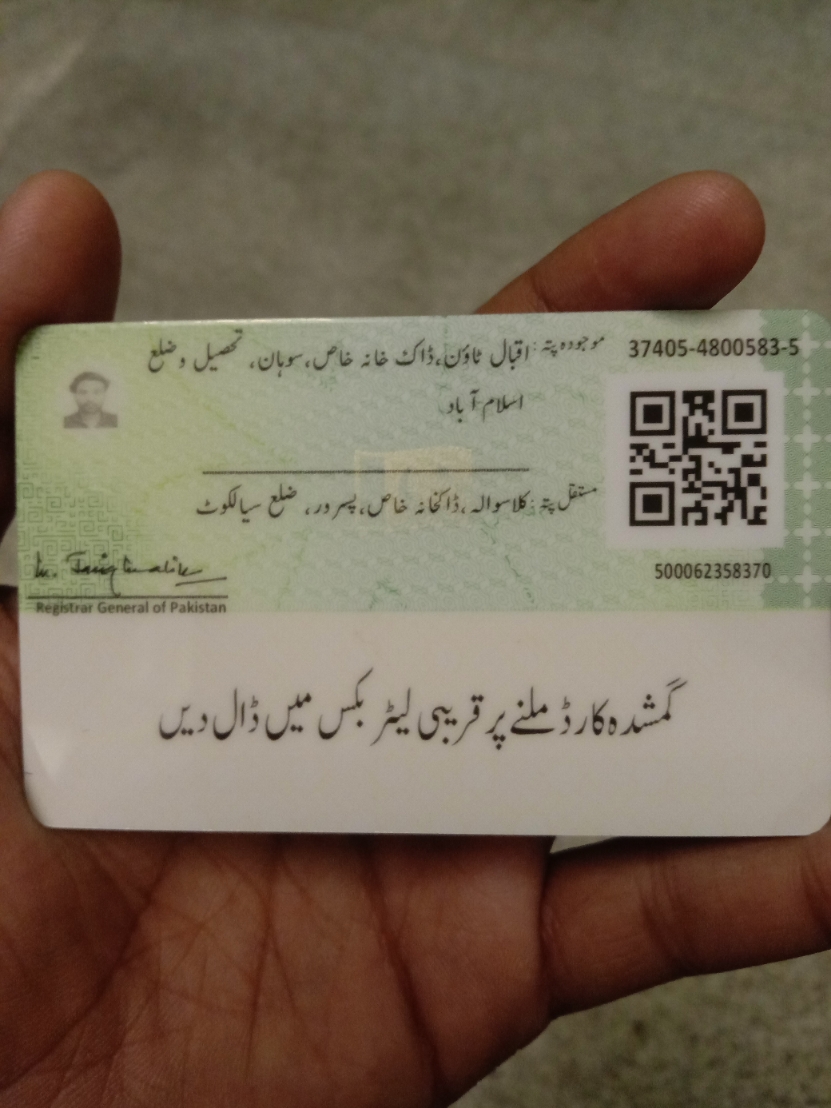 موجودہ پتہ: اقبال ٹاؤن، ڈاک خانہ خاص، سوہان، تحصیل و ضلع
اسلام آباد
37405-4800583-5
مستقل پتہ: کلاسوالہ، ڈاکخانہ خاص، پسرور، ضلع سیالکوٹ
500062358370
Registrar General of Pakistan
گمشدہ کارڈ ملنے پر قریبی لیٹر بکس میں ڈال دیں